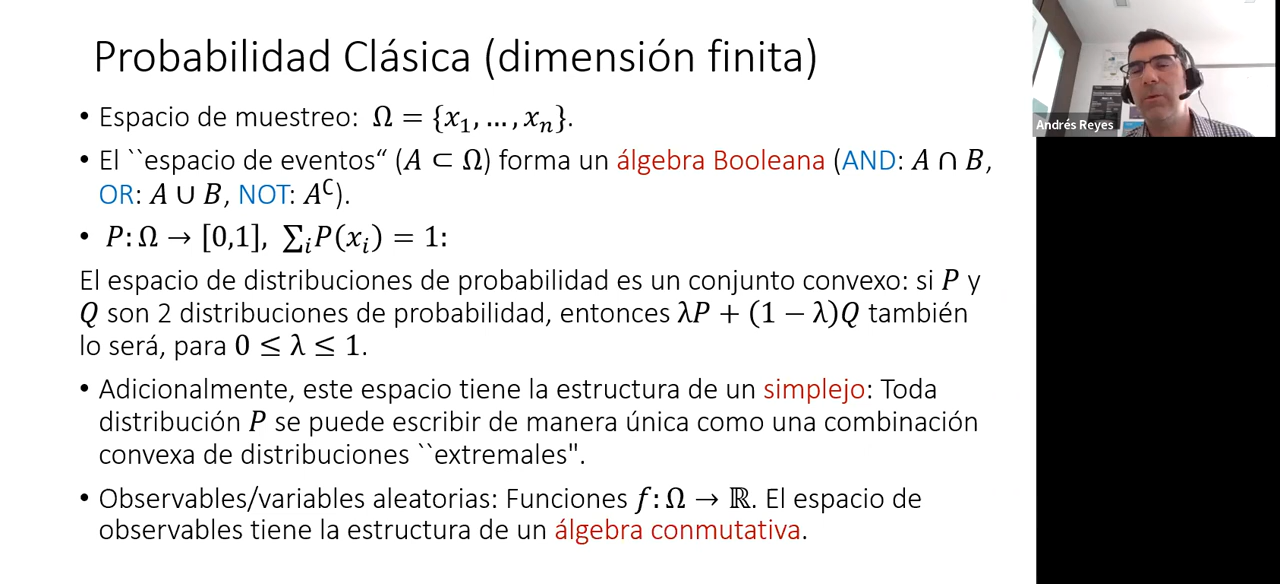 Probabilidad Clásica (dimensión finita)
• Espacio de muestreo: Ω = {x₁, ... , xₙ}.
• El ``espacio de eventos“ (A ⊂ Ω) forma un álgebra Booleana (AND: A ∩ B,
OR: A ∪ B, NOT: Aᶜ).
• P: Ω → [0,1], ∑ᵢP(xᵢ) = 1:
El espacio de distribuciones de probabilidad es un conjunto convexo: si P y
Q son 2 distribuciones de probabilidad, entonces λP + (1 − λ)Q también
lo será, para 0 ≤ λ ≤ 1.
• Adicionalmente, este espacio tiene la estructura de un simplejo: Toda
distribución P se puede escribir de manera única como una combinación
convexa de distribuciones ``extremales".
• Observables/variables aleatorias: Funciones f: Ω → ℝ. El espacio de
observables tiene la estructura de un álgebra conmutativa.
Andrés Reyes